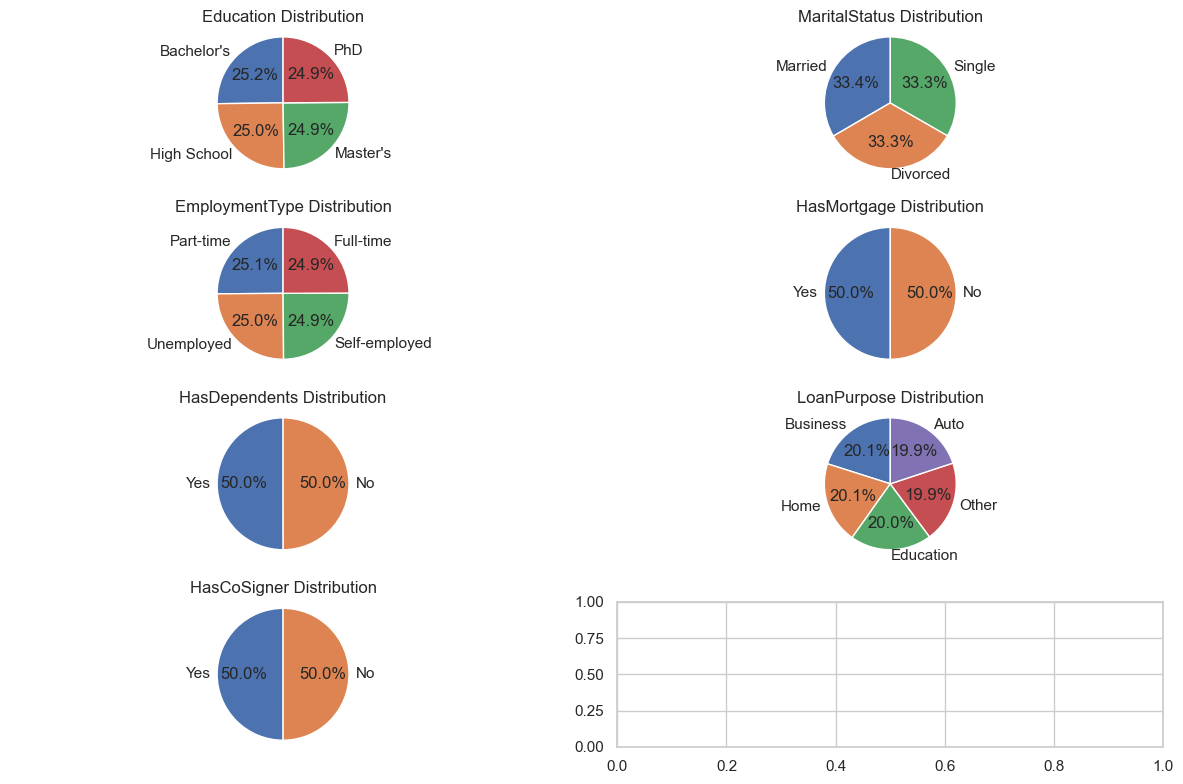 Education Distribution
Bachelor's
PhD
25.2%
24.9%
25.0%
24.9%
High School
Master's
MaritalStatus Distribution
Married
Single
33.4%
33.3%
33.3%
Divorced
EmploymentType Distribution
Part-time
Full-time
25.1%
24.9%
25.0%
24.9%
Unemployed
Self-employed
HasMortgage Distribution
Yes
50.0%
50.0%
No
HasDependents Distribution
Yes
50.0%
50.0%
No
LoanPurpose Distribution
Business
Auto
20.1%
19.9%
20.1%
19.9%
Home
Other
20.0%
Education
HasCoSigner Distribution
Yes
50.0%
50.0%
No
1.00
0.75
0.50
0.25
0.00
0.0
0.2
0.4
0.6
0.8
1.0